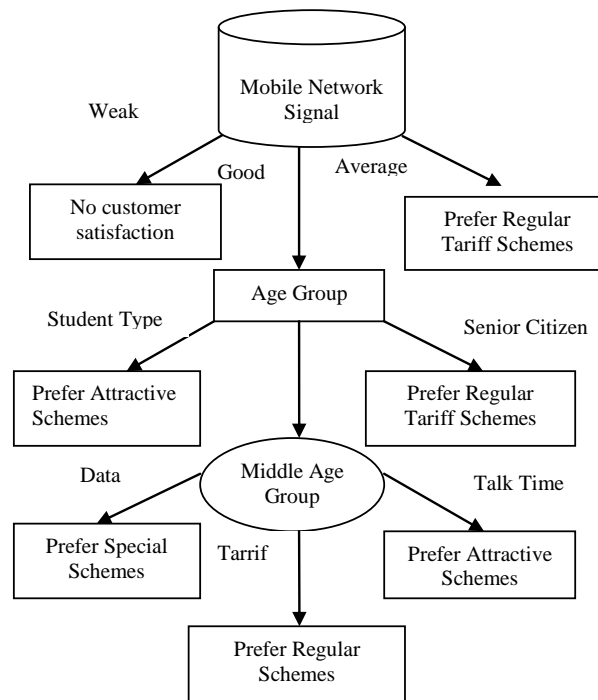 Mobile Network
Signal
Weak
Good
Average
No customer
satisfaction
Prefer Regular
Tariff Schemes
Age Group
Student Type
Senior Citizen
Prefer Attractive
Schemes
Prefer Regular
Tariff Schemes
Middle Age
Group
Data
Talk Time
Prefer Special
Schemes
Tarrif
Prefer Attractive
Schemes
Prefer Regular
Schemes